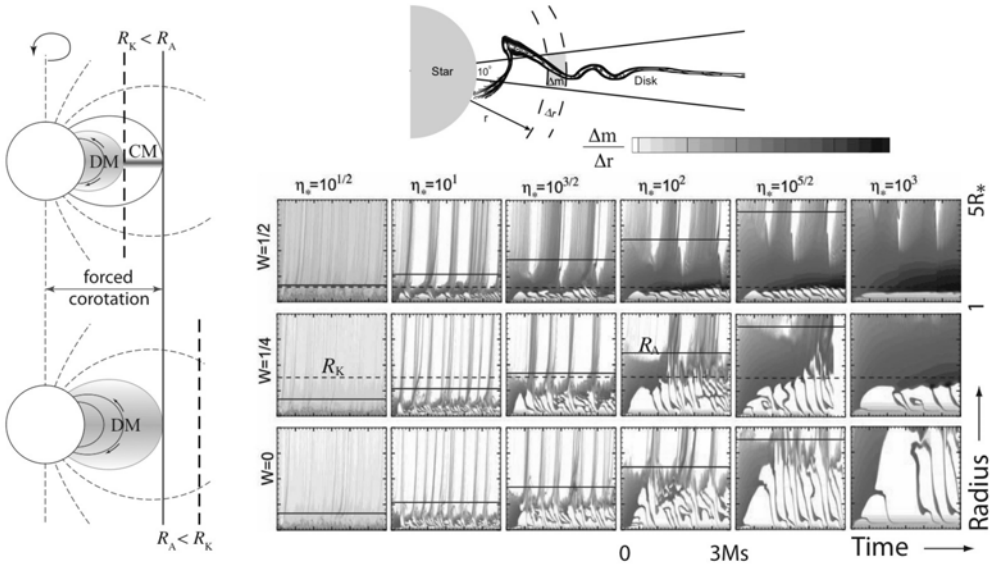 R_K < R_A
DM
CM
forced
corotation
DM
R_A < R_K
Star
10°
Δm
Disk
Δr
r
Δm
Δr
η*=10^1/2
η*=10^1
η*=10^3/2
η*=10^2
η*=10^5/2
η*=10^3
5R*
W=1/2
W=1/4
R_K
R_A
1
W=0
Radius
0
3Ms
Time